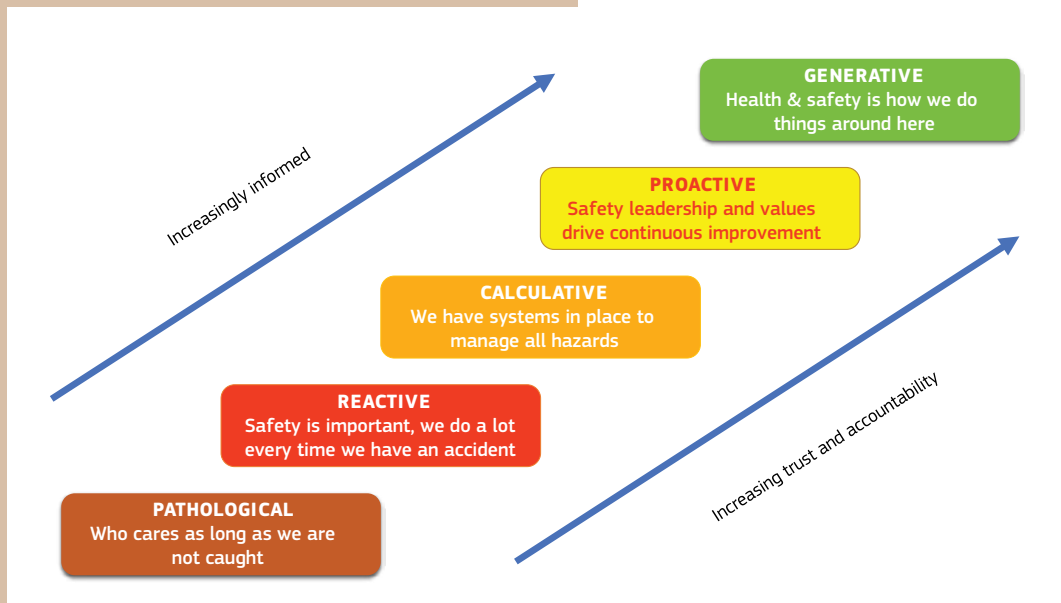 GENERATIVE
Health & safety is how we do
things around here
Increasingly informed
PROACTIVE
Safety leadership and values
drive continuous improvement
CALCULATIVE
We have systems in place to
manage all hazards
REACTIVE
Safety is important, we do a lot
every time we have an accident
Increasing trust and accountability
PATHOLOGICAL
Who cares as long as we are
not caught